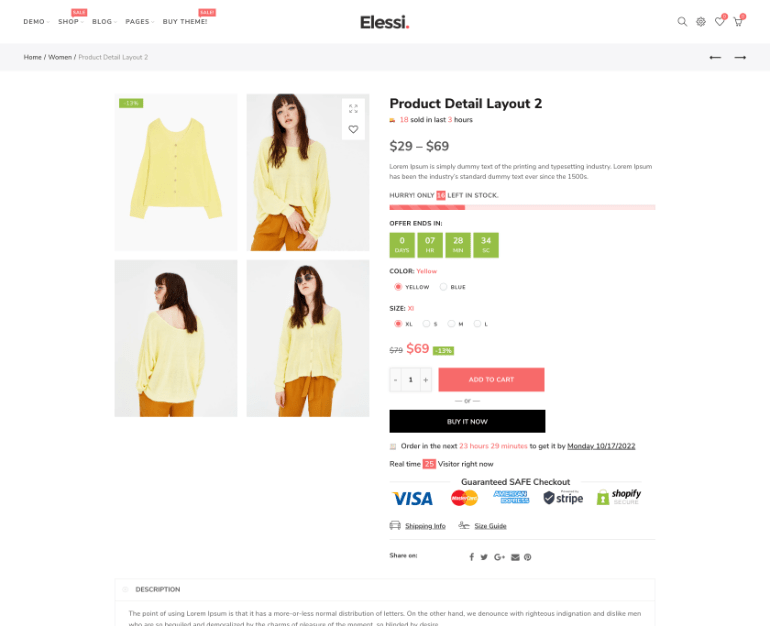 SALE
SALE!
DEMO SHOP BLOG PAGES BUY THEME!
Elessi.
0
0
Home / Women / Product Detail Layout 2
-13%
Product Detail Layout 2
18 sold in last 3 hours
$29 – $69
Lorem Ipsum is simply dummy text of the printing and typesetting industry. Lorem Ipsum
has been the industry's standard dummy text ever since the 1500s.
HURRY! ONLY 14 LEFT IN STOCK.
OFFER ENDS IN:
0 07 28 34
DAYS HR MIN SC
COLOR: Yellow
YELLOW BLUE
SIZE: Xl
XL S M L
$79 $69 -13%
- 1 + ADD TO CART
— or —
BUY IT NOW
Order in the next 23 hours 29 minutes to get it by Monday 10/17/2022
Real time 25 Visitor right now
Guaranteed SAFE Checkout
VISA MasterCard AMERICAN EXPRESS Powered by stripe shopify SECURE
Shipping Info Size Guide
Share on:
DESCRIPTION
The point of using Lorem Ipsum is that it has a more-or-less normal distribution of letters. On the other hand, we denounce with righteous indignation and dislike men
who are so beguiled and demoralized by the charms of pleasure of the moment, so blinded by desire